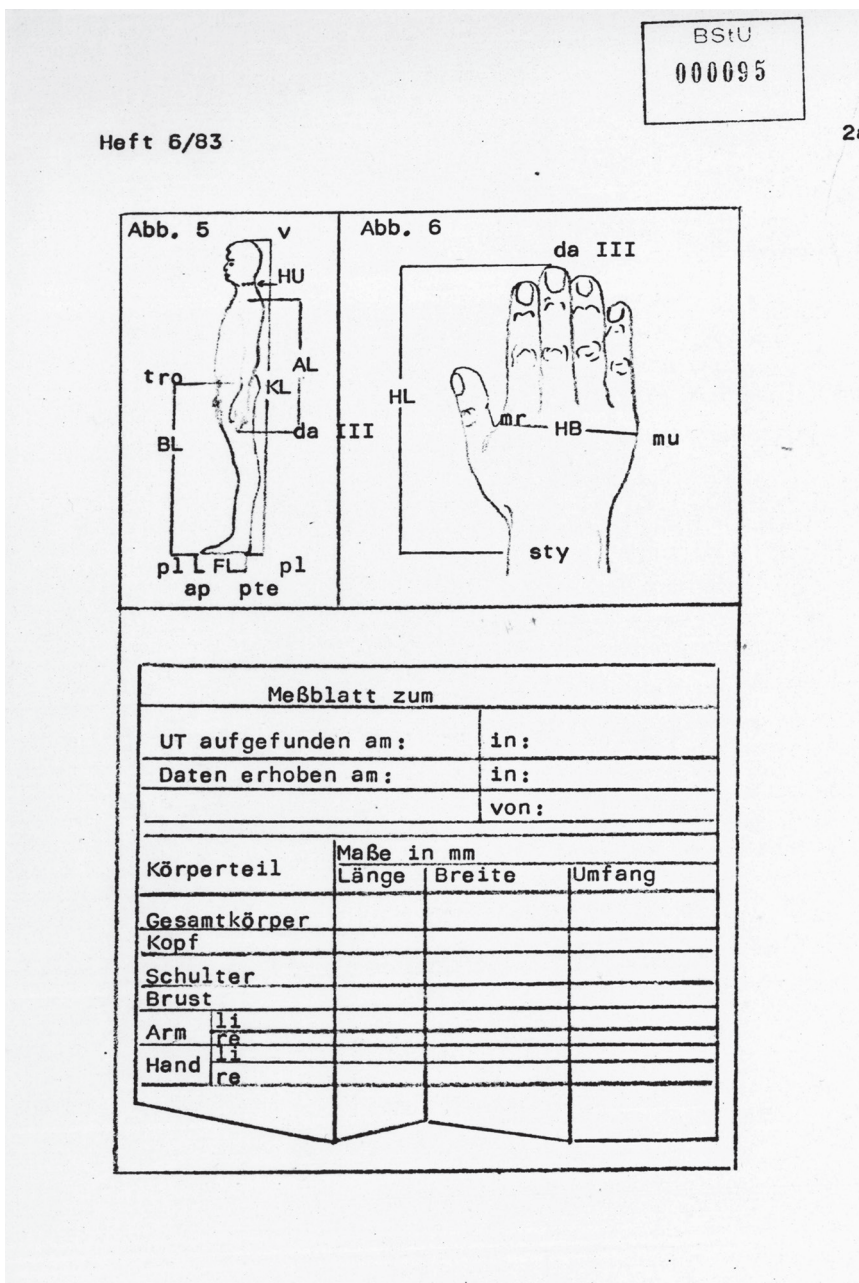 BStU
000095
Heft 6/83
Abb. 5
v
HU
AL
tro
KL
BL
da III
pl L FL pl
ap pte
Abb. 6
da III
HL
mr
HB
mu
sty
Meßblatt zum
UT aufgefunden am: in:
Daten erhoben am: in:
von:
Körperteil
Maße in mm
Länge Breite Umfang
Gesamtkörper
Kopf
Schulter
Brust
Arm
li
re
Hand
li
re